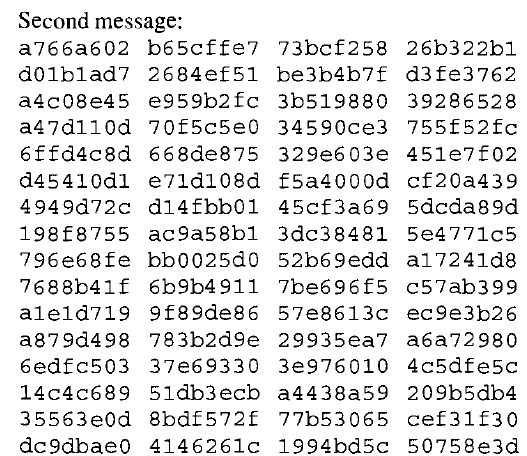 Second message:
a766a602 b65cffe7 73bcf258 26b322b1
d01b1ad7 2684ef51 be3b4b7f d3fe3762
a4c08e45 e959b2fc 3b519880 39286528
a47d110d 70f5c5e0 34590ce3 755f52fc
6ffd4c8d 668de875 329e603e 451e7f02
d45410d1 e71d108d f5a4000d cf20a439
4949d72c d14fbb01 45cf3a69 5dcda89d
198f8755 ac9a58b1 3dc38481 5e4771c5
796e68fe bb0025d0 52b69edd a17241d8
7688b41f 6b9b4911 7be696f5 c57ab399
a1e1d719 9f89de86 57e8613c ec9e3b26
a879d498 783b2d9e 29935ea7 a6a72980
6edfc503 37e69330 3e976010 4c5dfe5c
14c4c689 51db3ecb a4438a59 209b5db4
35563e0d 8bdf572f 77b53065 cef31f30
dc9dbae0 4146261c 1994bd5c 50758e3d